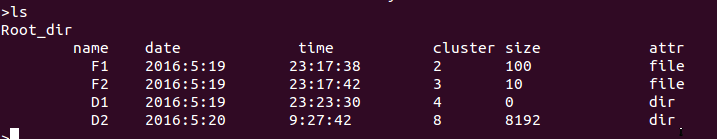 >ls
Root_dir
name date time cluster size attr
F1 2016:5:19 23:17:38 2 100 file
F2 2016:5:19 23:17:42 3 10 file
D1 2016:5:19 23:23:30 4 0 dir
D2 2016:5:20 9:27:42 8 8192 dir
>